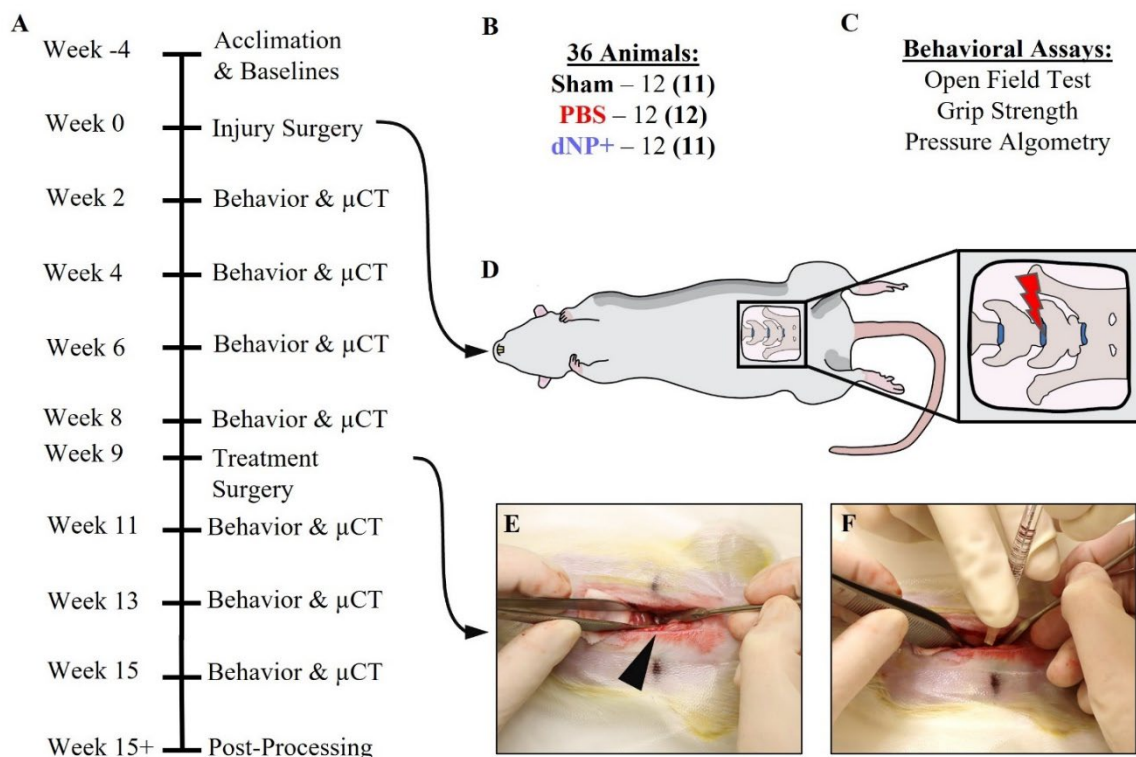 A
Week -4
Acclimation
& Baselines
Week 0
Injury Surgery
Week 2
Behavior & µCT
Week 4
Behavior & µCT
Week 6
Behavior & µCT
Week 8
Behavior & µCT
Week 9
Treatment
Surgery
Week 11
Behavior & µCT
Week 13
Behavior & µCT
Week 15
Behavior & µCT
Week 15+
Post-Processing
B
36 Animals:
Sham – 12 (11)
PBS – 12 (12)
dNP+ – 12 (11)
C
Behavioral Assays:
Open Field Test
Grip Strength
Pressure Algometry
D
E
F